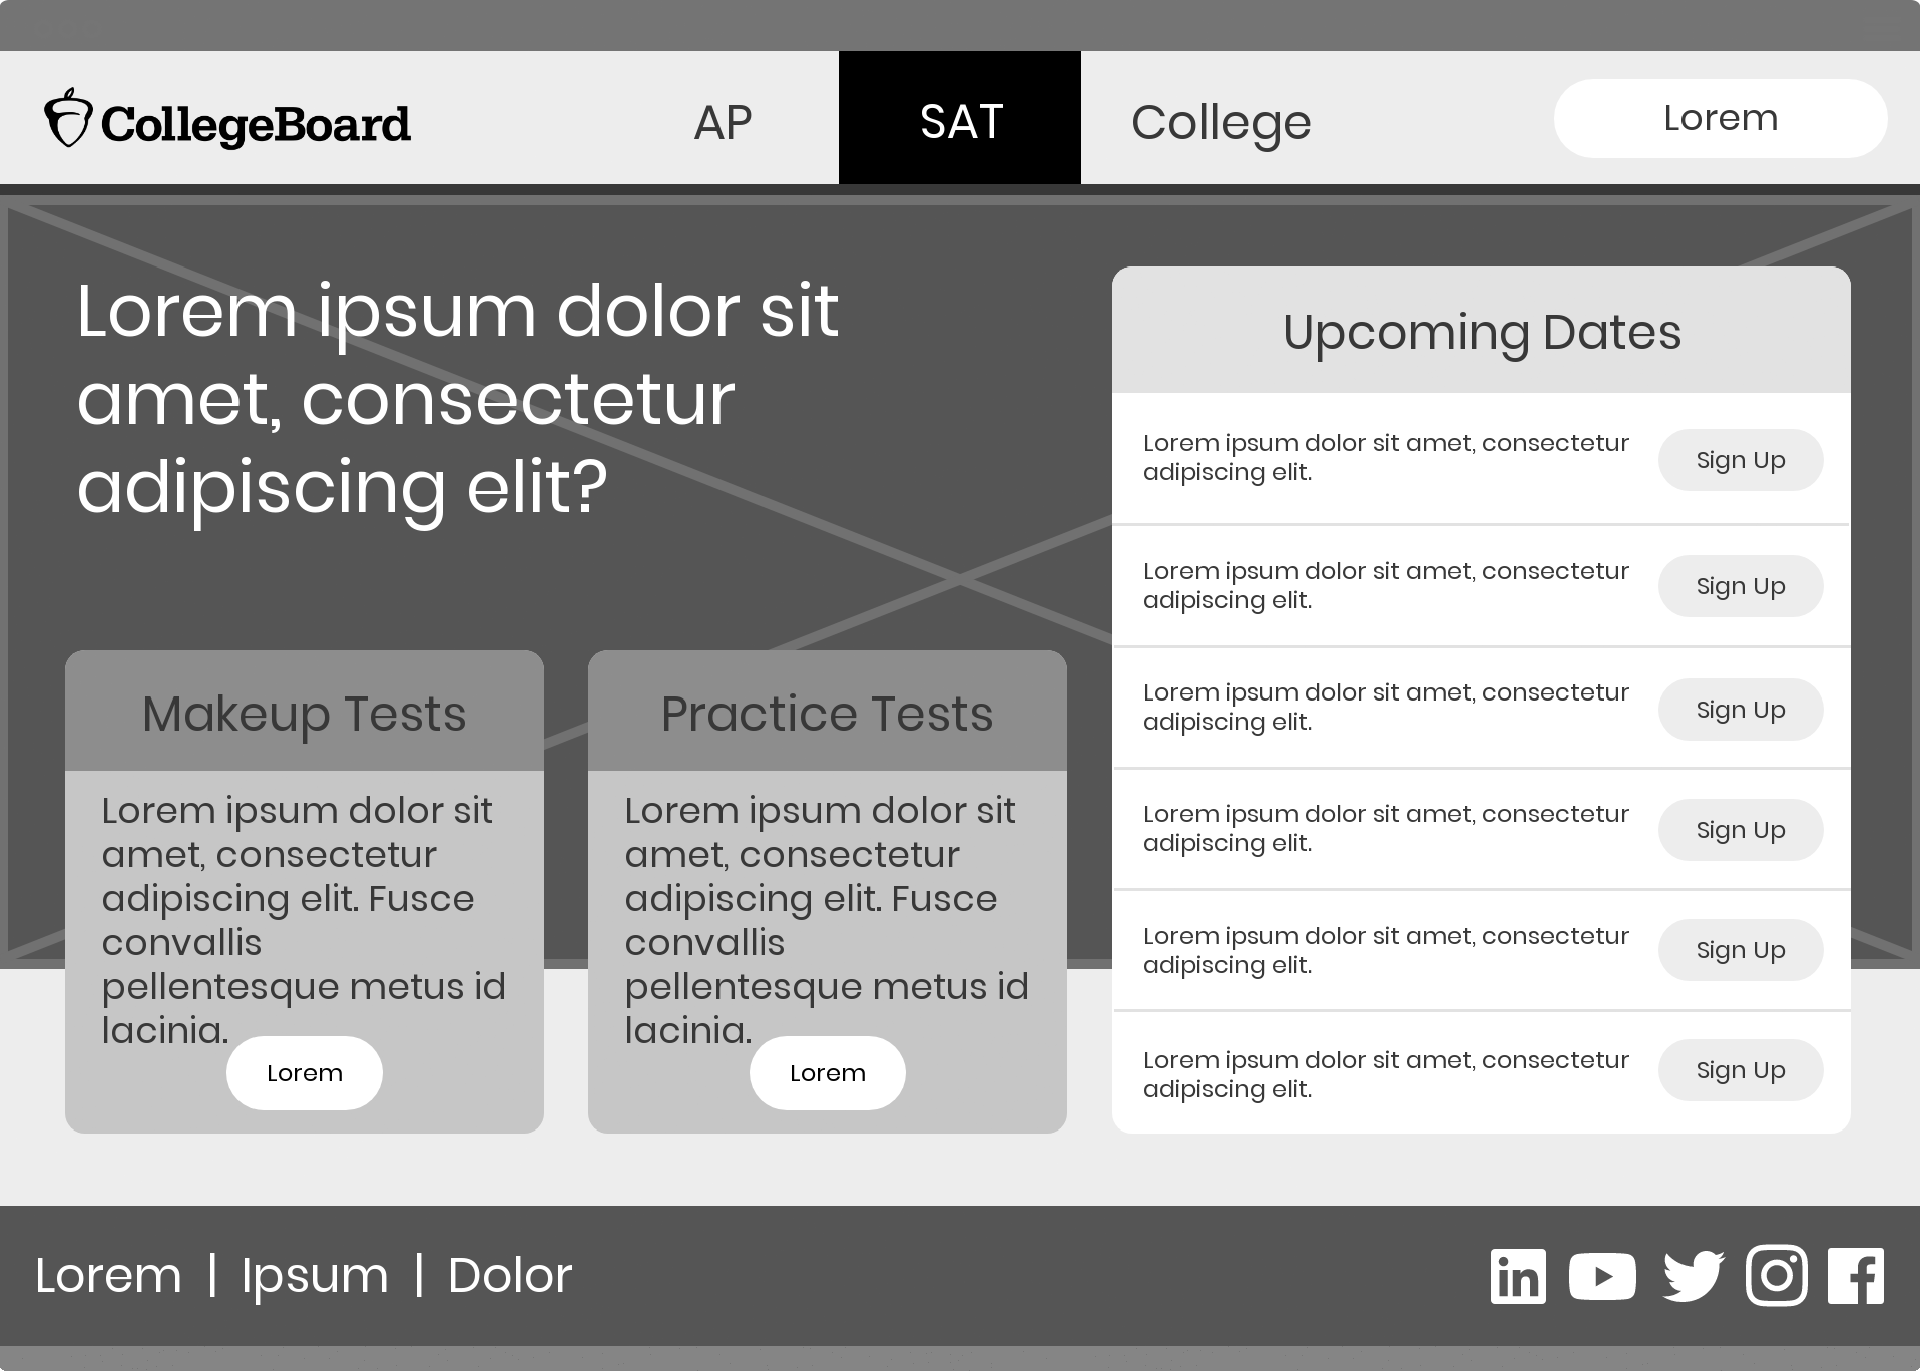 CollegeBoard
AP
SAT
College
Lorem
Lorem ipsum dolor sit
amet, consectetur
adipiscing elit?
Makeup Tests
Lorem ipsum dolor sit
amet, consectetur
adipiscing elit. Fusce
convallis
pellentesque metus id
lacinia.
Lorem
Practice Tests
Lorem ipsum dolor sit
amet, consectetur
adipiscing elit. Fusce
convallis
pellentesque metus id
lacinia.
Lorem
Upcoming Dates
Lorem ipsum dolor sit amet, consectetur
adipiscing elit.
Sign Up
Lorem ipsum dolor sit amet, consectetur
adipiscing elit.
Sign Up
Lorem ipsum dolor sit amet, consectetur
adipiscing elit.
Sign Up
Lorem ipsum dolor sit amet, consectetur
adipiscing elit.
Sign Up
Lorem ipsum dolor sit amet, consectetur
adipiscing elit.
Sign Up
Lorem ipsum dolor sit amet, consectetur
adipiscing elit.
Sign Up
Lorem | Ipsum | Dolor